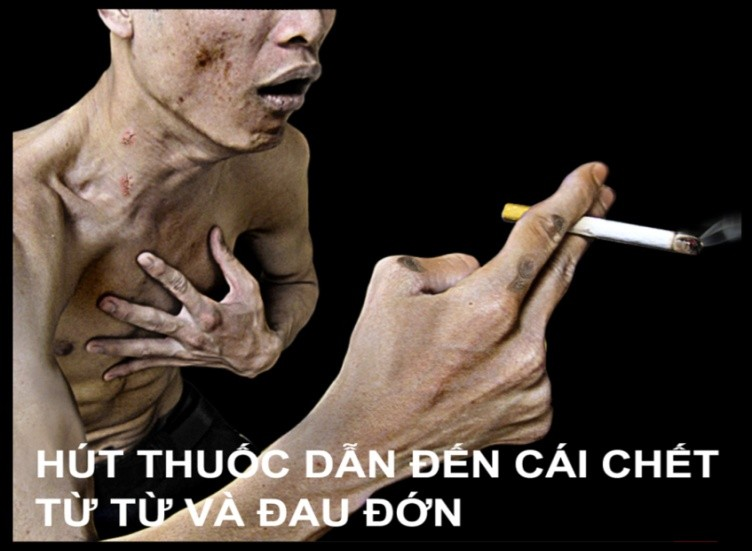 HÚT THUỐC DẪN ĐẾN CÁI CHẾT
TỪ TỪ VÀ ĐAU ĐỚN